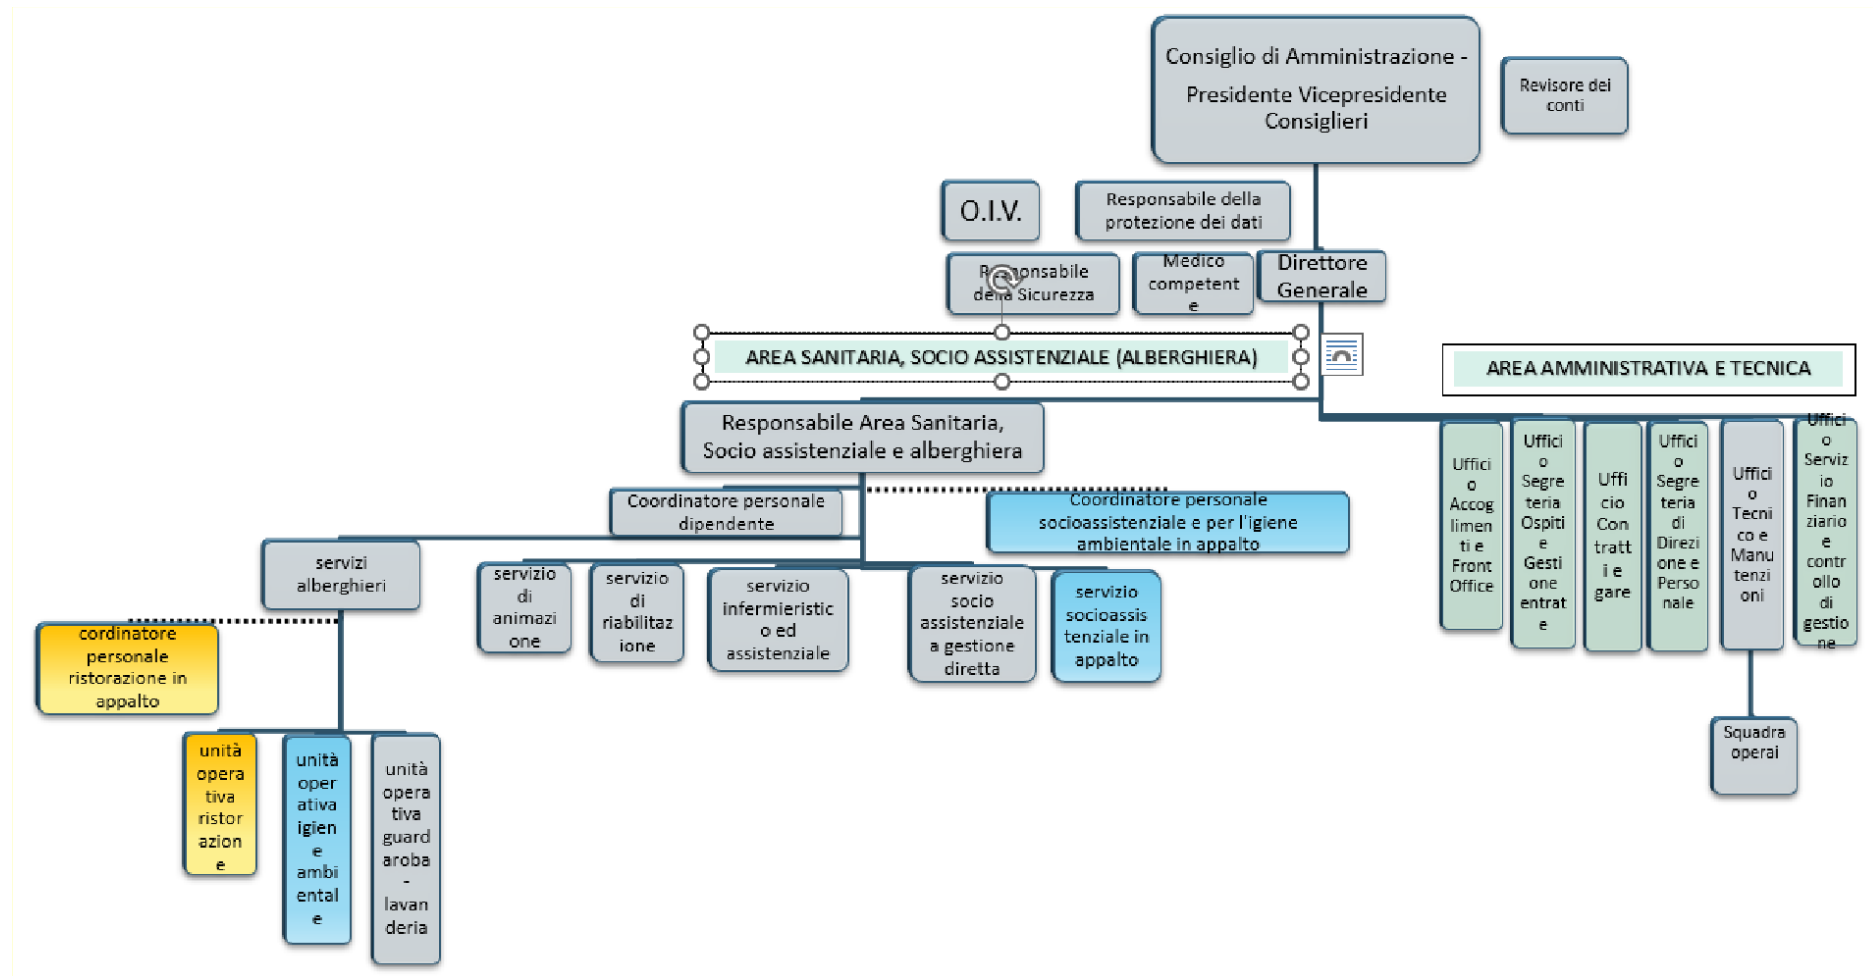 Consiglio di Amministrazione -
Presidente Vicepresidente
Consiglieri
Revisore dei
conti
O.I.V.
Responsabile della
protezione dei dati
Responsabile
della Sicurezza
Medico
competent
e
Direttore
Generale
AREA SANITARIA, SOCIO ASSISTENZIALE (ALBERGHIERA)
AREA AMMINISTRATIVA E TECNICA
Responsabile Area Sanitaria,
Socio assistenziale e alberghiera
Coordinatore personale
dipendente
Coordinatore personale
socioassistenziale e per l'igiene
ambientale in appalto
servizi
alberghieri
servizio
di
animazi
one
servizio
di
riabilitaz
ione
servizio
infermieristic
o ed
assistenziale
servizio
socio
assistenziale
a gestione
diretta
servizio
socioassis
tenziale in
appalto
cordinatore
personale
ristorazione in
appalto
unità
opera
tiva
ristor
azion
e
unità
oper
ativa
igien
e
ambi
ental
e
unità
opera
tiva
guard
aroba
-
lavan
deria
Uffici
o
Accog
limen
ti e
Front
Office
Uffici
o
Segre
teria
Ospiti
e
Gesti
one
entrat
e
Uffi
cio
Con
tratt
i e
gare
Uffici
o
Segre
teria
di
Direzi
one e
Perso
nale
Uffici
o
Tecni
co e
Manu
tenzi
oni
Uffici
o
Serviz
io
Finan
ziario
e
contr
ollo
di
gestio
ne
Squadra
operai